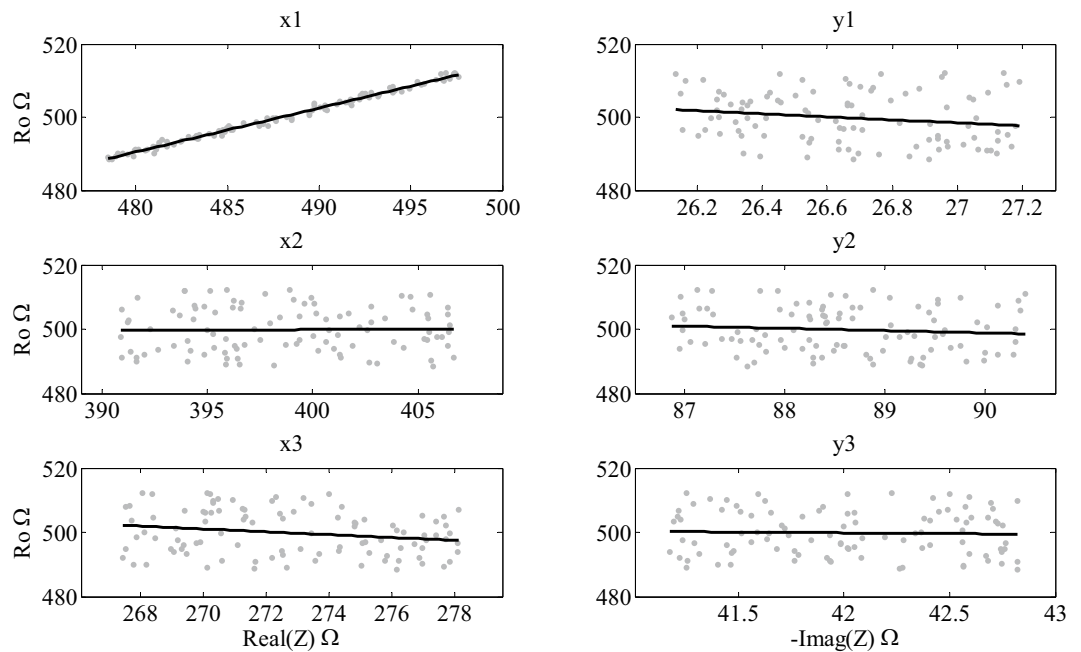 x1
y1
520
500
480
Ro Ω
480 485 490 495 500
520
500
480
26.2 26.4 26.6 26.8 27 27.2
x2
y2
520
500
480
Ro Ω
390 395 400 405
520
500
480
87 88 89 90
x3
y3
520
500
480
Ro Ω
268 270 272 274 276 278
Real(Z) Ω
520
500
480
41.5 42 42.5 43
-Imag(Z) Ω